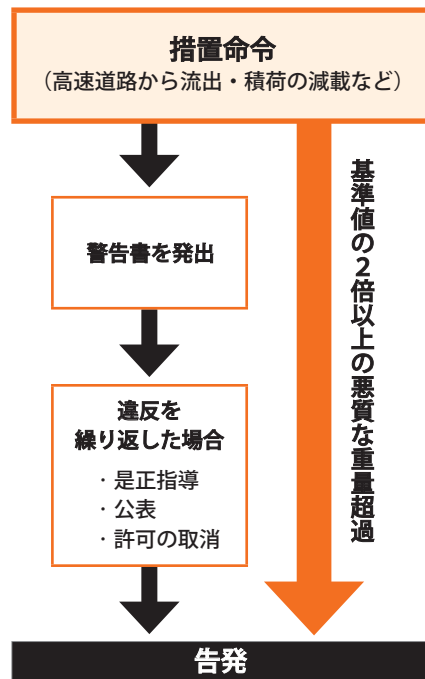 措置命令
（高速道路から流出・積荷の減載など）
警告書を発出
違反を
繰り返した場合
・是正指導
・公表
・許可の取消
基準値の2倍以上の悪質な重量超過
告発